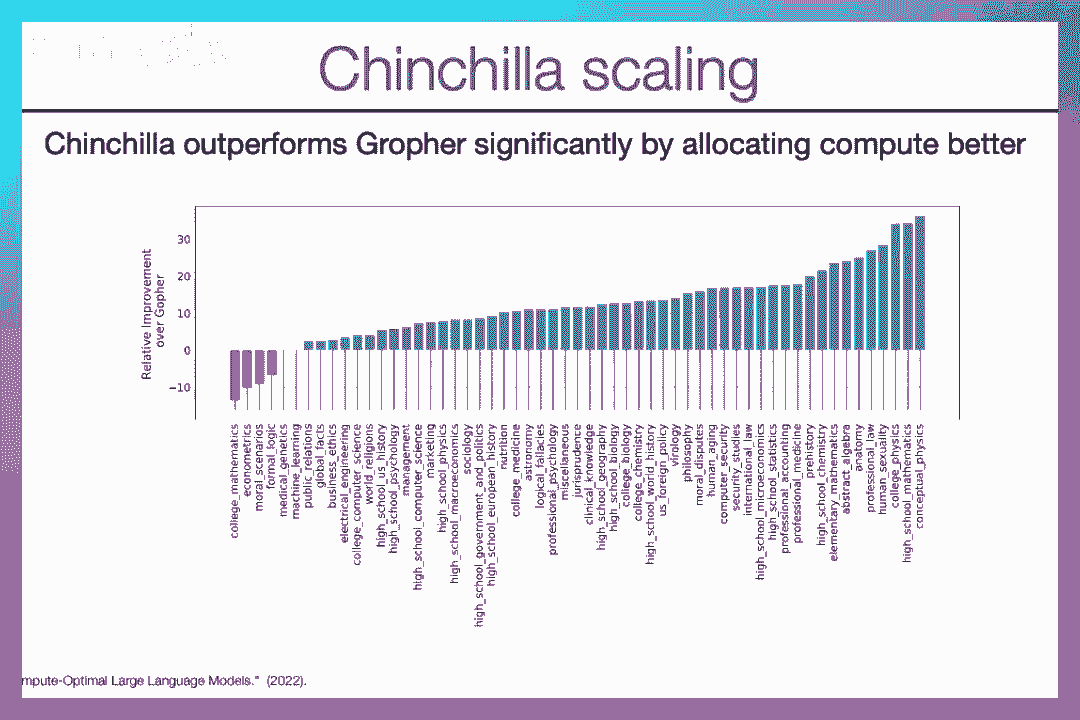 Chinchilla scaling
Chinchilla outperforms Gropher significantly by allocating compute better
Relative Improvement
over Gopher
30
20
10
0
−10
college_mathematics
econometrics
moral_scenarios
formal_logic
medical_genetics
machine_learning
public_relations
global_facts
business_ethics
electrical_engineering
college_computer_science
world_religions
high_school_us_history
high_school_psychology
management
high_school_computer_science
marketing
high_school_physics
high_school_macroeconomics
sociology
high_school_government_and_politics
high_school_european_history
nutrition
college_medicine
astronomy
logical_fallacies
professional_psychology
miscellaneous
jurisprudence
clinical_knowledge
high_school_geography
high_school_biology
college_biology
college_chemistry
high_school_world_history
us_foreign_policy
virology
philosophy
moral_disputes
human_aging
computer_security
security_studies
international_law
high_school_microeconomics
high_school_statistics
professional_accounting
professional_medicine
prehistory
high_school_chemistry
elementary_mathematics
abstract_algebra
anatomy
professional_law
human_sexuality
college_physics
high_school_mathematics
conceptual_physics
mpute-Optimal Large Language Models." (2022).